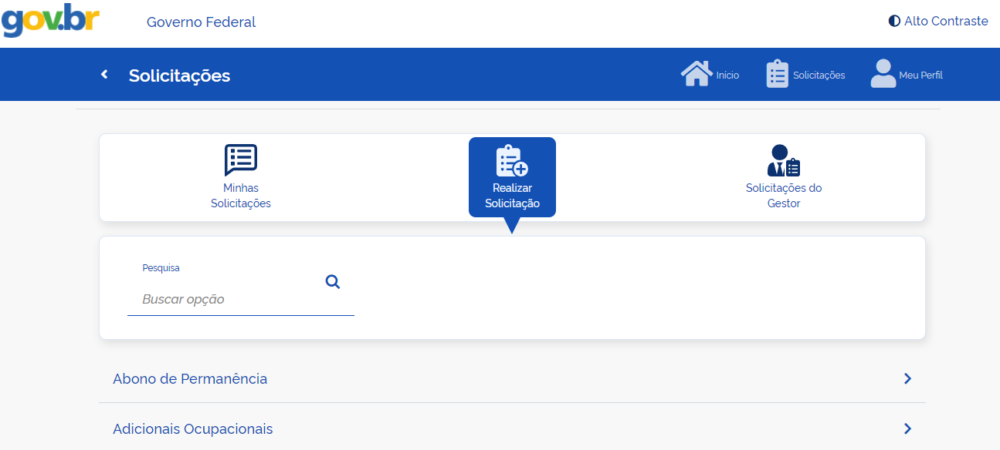 gov.br
Governo Federal
Alto Contraste
Solicitações
Início
Solicitações
Meu Perfil
Minhas
Solicitações
Realizar
Solicitação
Solicitações do
Gestor
Pesquisa
Buscar opção
Abono de Permanência
Adicionais Ocupacionais